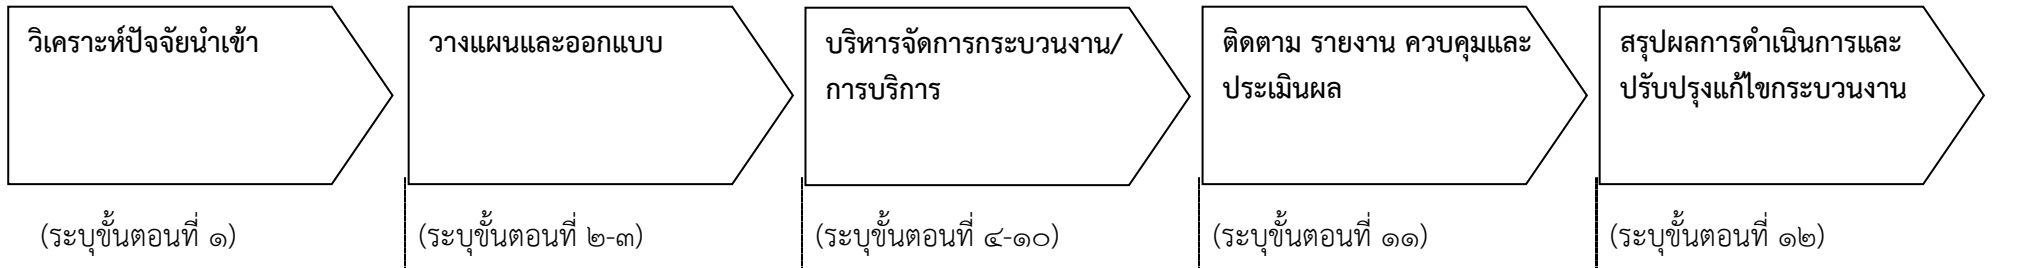 วิเคราะห์ปัจจัยนำเข้า
วางแผนและออกแบบ
บริหารจัดการกระบวนงาน/
การบริการ
ติดตาม รายงาน ควบคุมและ
ประเมินผล
สรุปผลการดำเนินการและ
ปรับปรุงแก้ไขกระบวนงาน
(ระบุขั้นตอนที่ ๑)
(ระบุขั้นตอนที่ ๒-๓)
(ระบุขั้นตอนที่ ๔-๑๐)
(ระบุขั้นตอนที่ ๑๑)
(ระบุขั้นตอนที่ ๑๒)